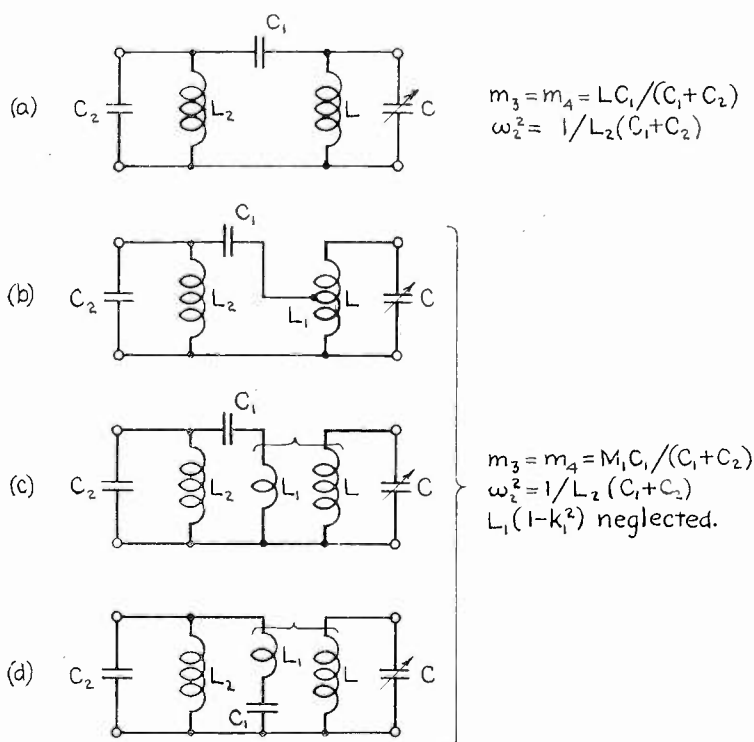 C₁
(a) C₂ L₂ L C m₃ = m₄ = LC₁/(C₁+C₂)
ω₂² = 1/L₂(C₁+C₂)
C₁
(b) C₂ L₂ L₁ L C
C₁
(c) C₂ L₂ L₁ L C m₃ = m₄ = M₁C₁/(C₁+C₂)
ω₂² = 1/L₂(C₁+C₂)
L₁(1-k₁²) neglected.
(d) C₂ L₂ L₁ L C
C₁